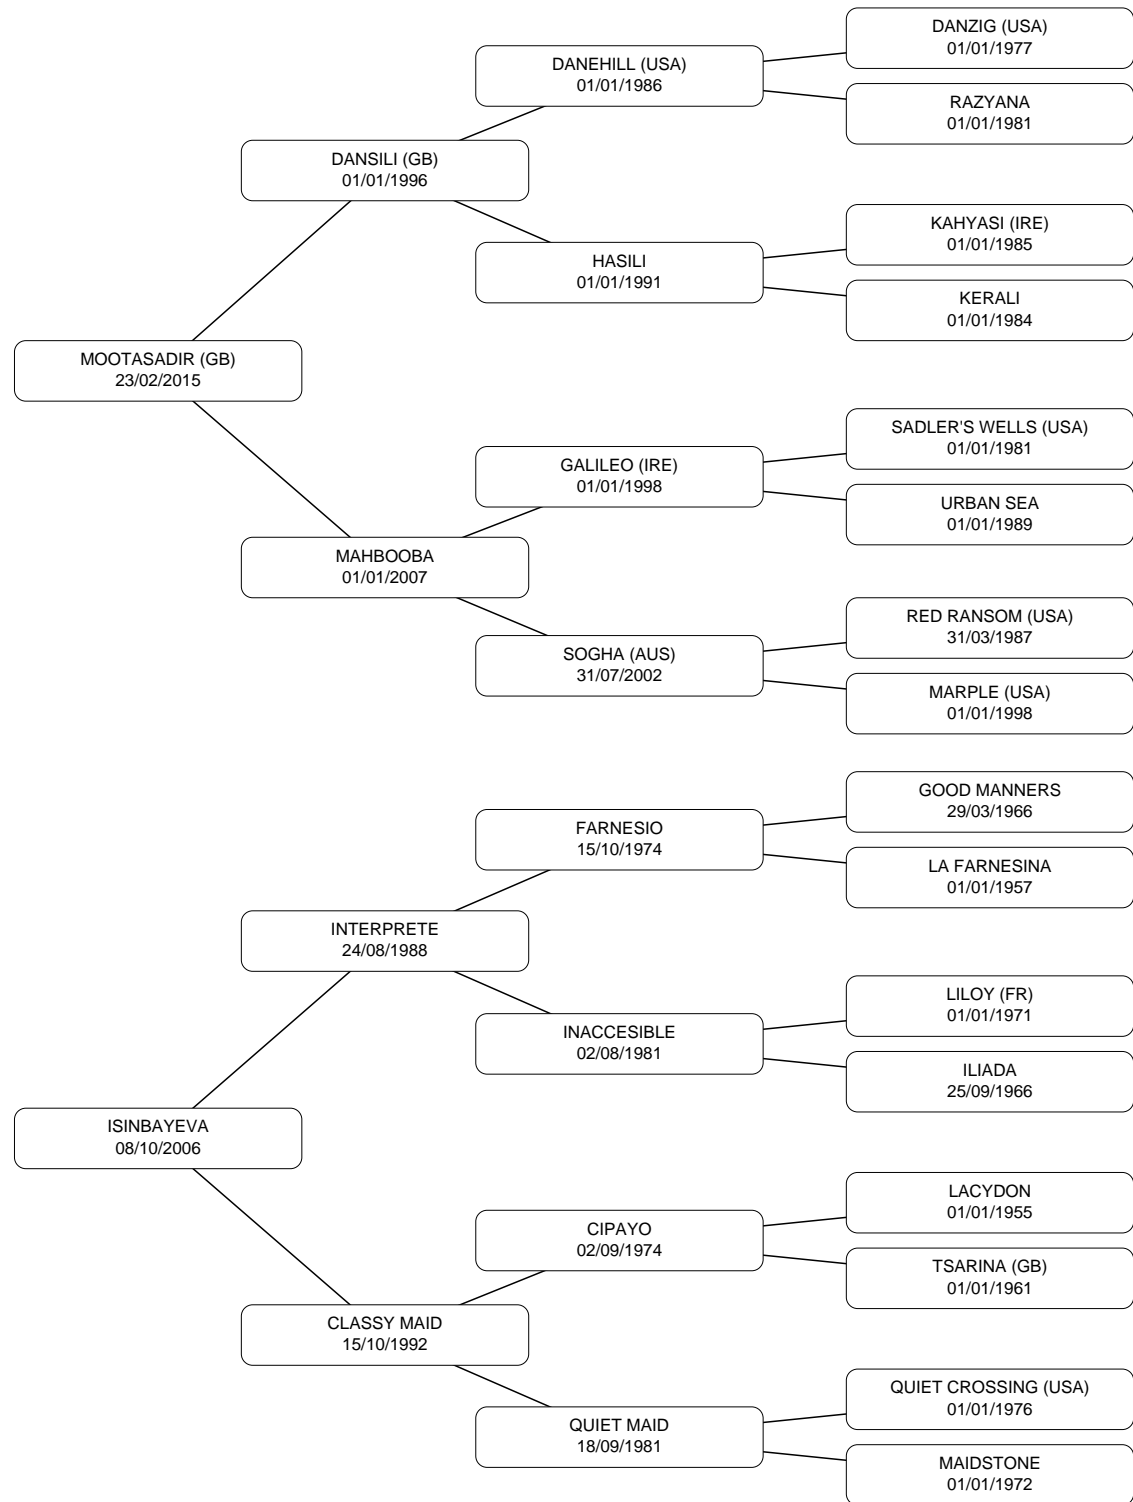 DANZIG (USA)
01/01/1977
DANEHILL (USA)
01/01/1986
RAZYANA
01/01/1981
DANSILI (GB)
01/01/1996
KAHYASI (IRE)
01/01/1985
HASILI
01/01/1991
KERALI
01/01/1984
MOOTASADIR (GB)
23/02/2015
SADLER'S WELLS (USA)
01/01/1981
GALILEO (IRE)
01/01/1998
URBAN SEA
01/01/1989
MAHBOOBA
01/01/2007
RED RANSOM (USA)
31/03/1987
SOGHA (AUS)
31/07/2002
MARPLE (USA)
01/01/1998
GOOD MANNERS
29/03/1966
FARNESIO
15/10/1974
LA FARNESINA
01/01/1957
INTERPRETE
24/08/1988
LILOY (FR)
01/01/1971
INACCESIBLE
02/08/1981
ILIADA
25/09/1966
ISINBAYEVA
08/10/2006
LACYDON
01/01/1955
CIPAYO
02/09/1974
TSARINA (GB)
01/01/1961
CLASSY MAID
15/10/1992
QUIET CROSSING (USA)
01/01/1976
QUIET MAID
18/09/1981
MAIDSTONE
01/01/1972